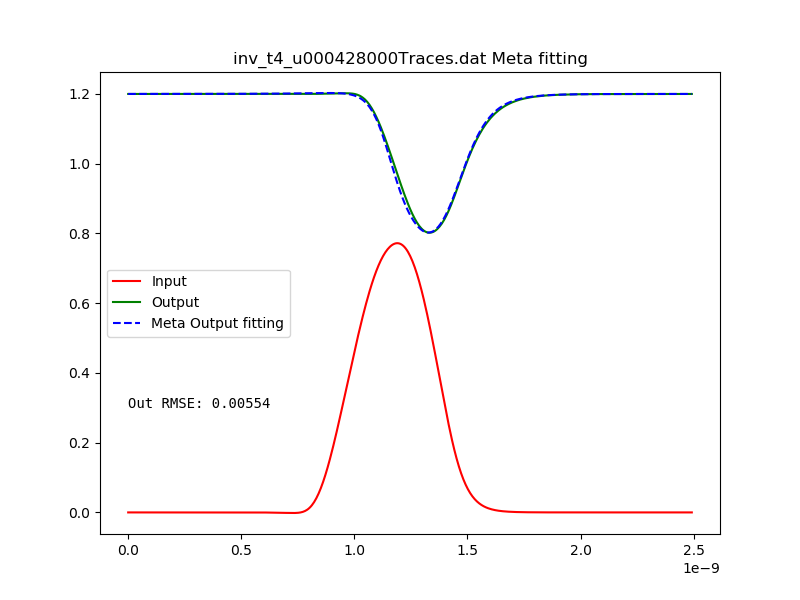 inv_t4_u000428000Traces.dat Meta fitting
1.2
1.0
0.8
0.6
0.4
0.2
0.0
Input
Output
Meta Output fitting
Out RMSE: 0.00554
0.0
0.5
1.0
1.5
2.0
2.5
1e−9